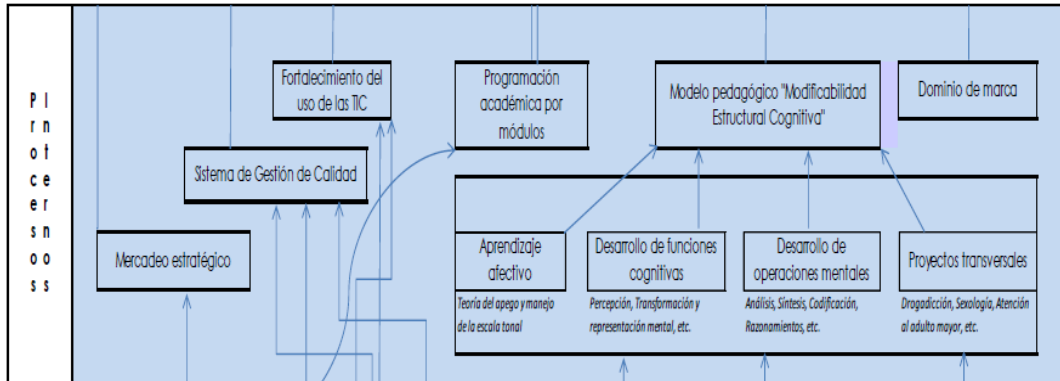 Procesos
Internos
Fortalecimiento del
uso de las TIC
Programación
académica por
módulos
Modelo pedagógico "Modificabilidad
Estructural Cognitiva"
Dominio de marca
Sistema de Gestión de Calidad
Mercadeo estratégico
Aprendizaje
afectivo
Desarrollo de funciones
cognitivas
Desarrollo de
operaciones mentales
Proyectos transversales
Teoría del apego y manejo
de la escala tonal
Percepción, Transformación y
representación mental, etc.
Análisis, Síntesis, Codificación,
Razonamientos, etc.
Drogadicción, Sexología, Atención
al adulto mayor, etc.